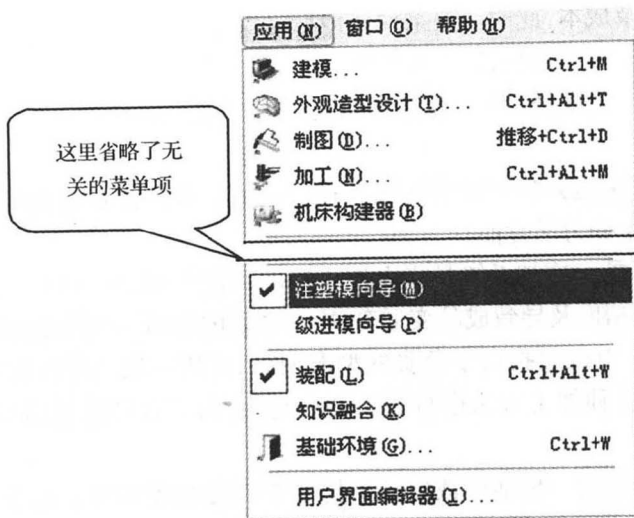 应用(N) 窗口(O) 帮助(H)
建模... Ctrl+M
外观造型设计(T)... Ctrl+Alt+T
制图(D)... 推移+Ctrl+D
加工(N)... Ctrl+Alt+M
机床构建器(B)
这里省略了无
关的菜单项
注塑模向导(M)
级进模向导(P)
装配(L) Ctrl+Alt+W
知识融合(K)
基础环境(G)... Ctrl+W
用户界面编辑器(I)...